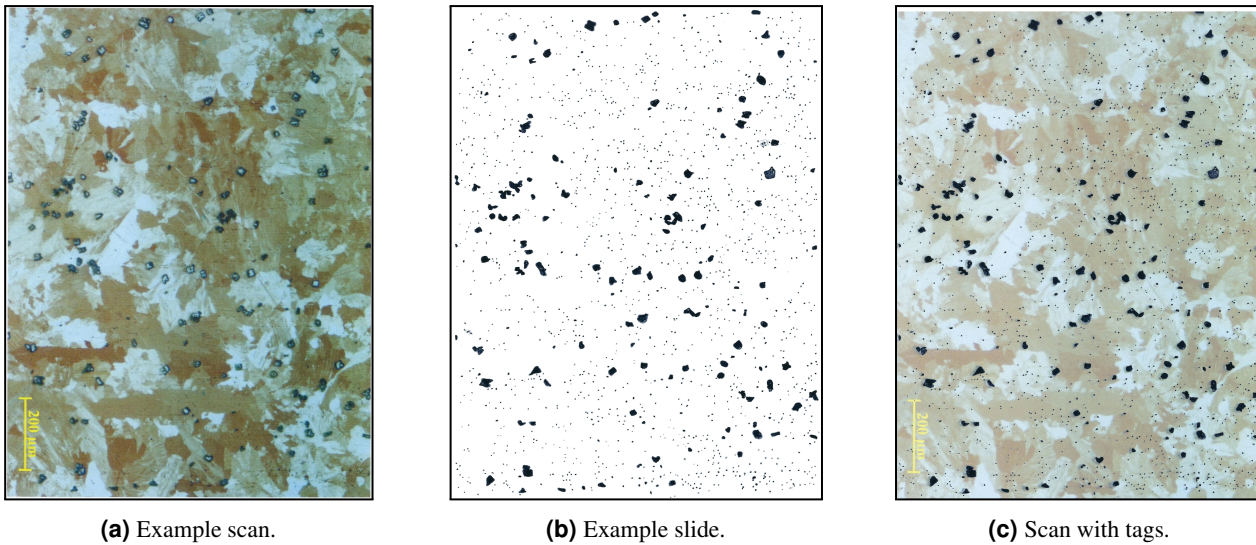 200 µm
200 µm
(a) Example scan.
(b) Example slide.
(c) Scan with tags.